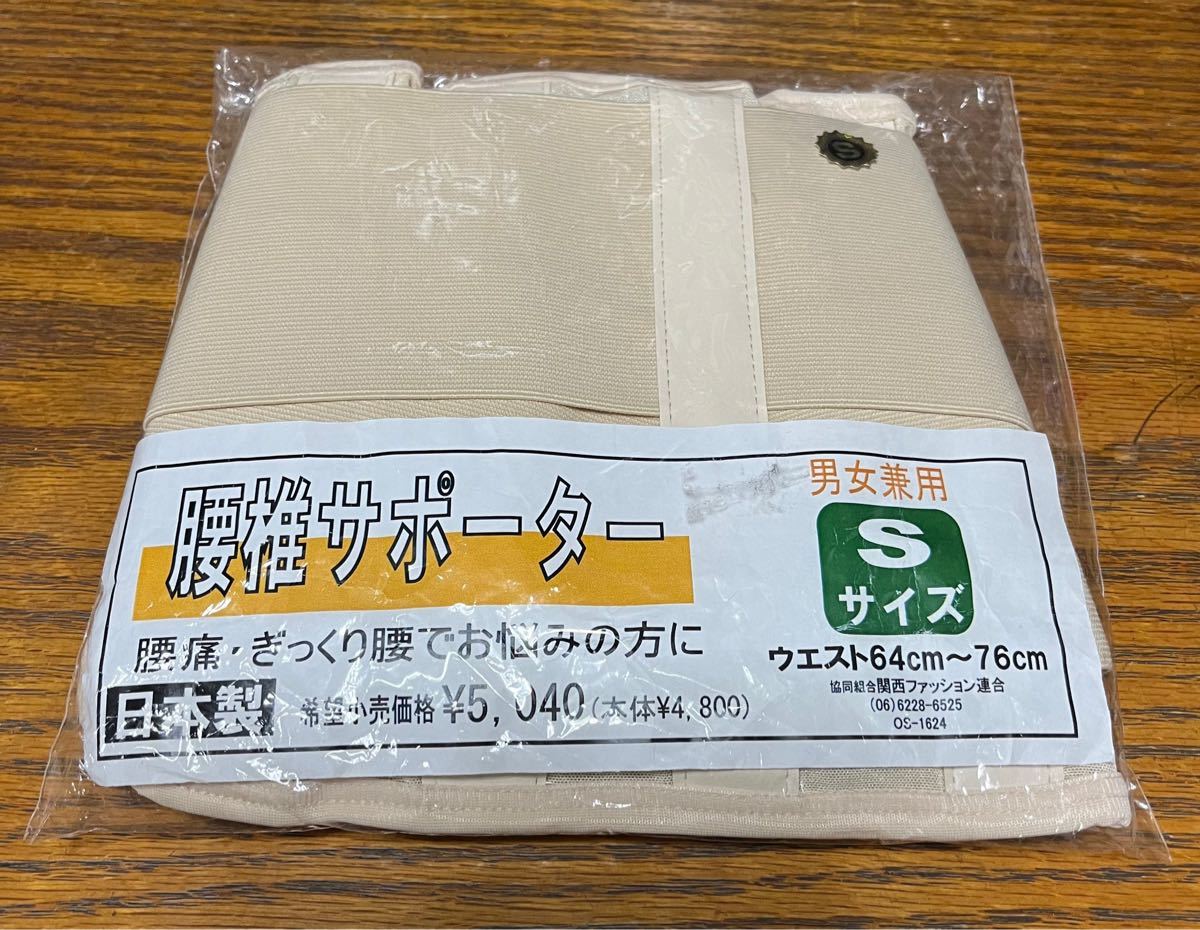 S
腰椎サポーター
男女兼用
S
サイズ
腰痛・ぎっくり腰でお悩みの方に
ウエスト64cm〜76cm
日本製
希望小売価格¥5,040(本体¥4,800)
協同組合関西ファッション連合
(06)6228-6525
OS-1624